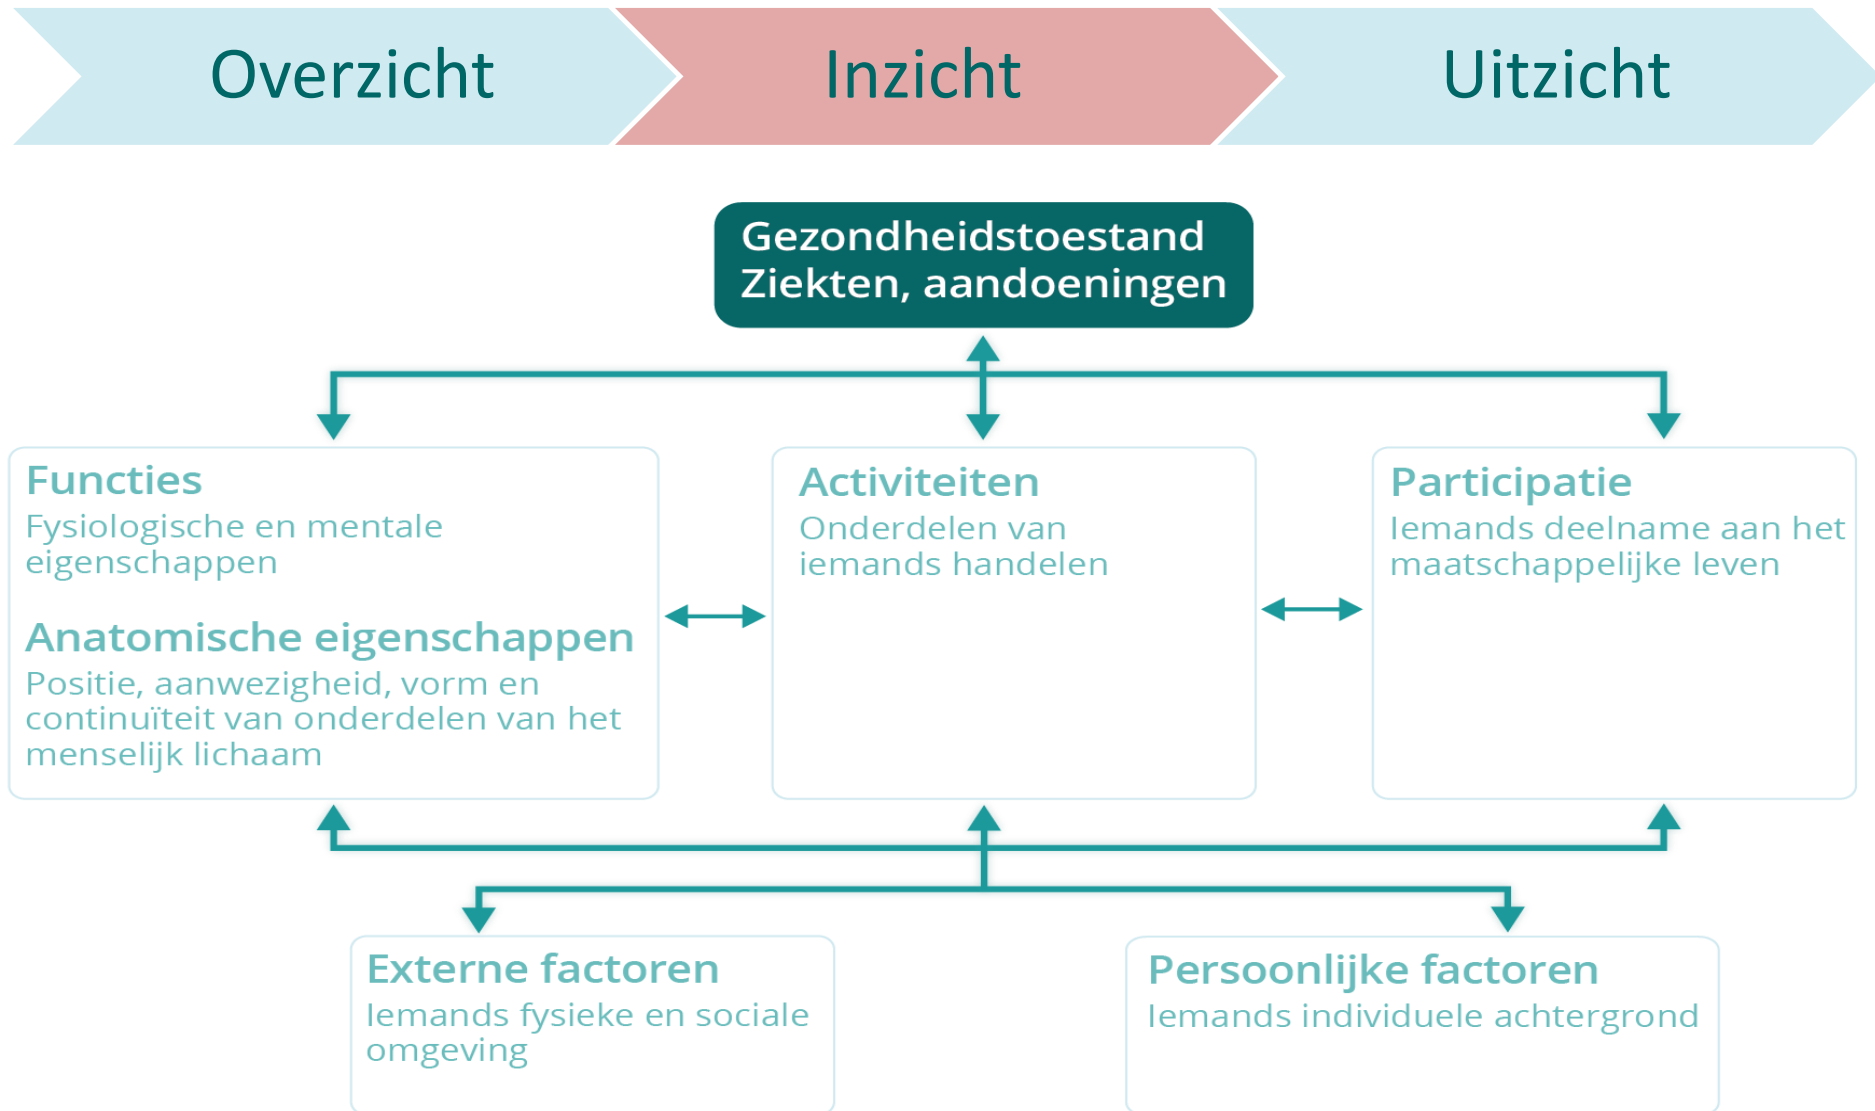 Overzicht
Inzicht
Uitzicht
Gezondheidstoestand
Ziekten, aandoeningen
Functies
Fysiologische en mentale
eigenschappen
Anatomische eigenschappen
Positie, aanwezigheid, vorm en
continuïteit van onderdelen van het
menselijk lichaam
Activiteiten
Onderdelen van
iemands handelen
Participatie
Iemands deelname aan het
maatschappelijke leven
Externe factoren
Iemands fysieke en sociale
omgeving
Persoonlijke factoren
Iemands individuele achtergrond